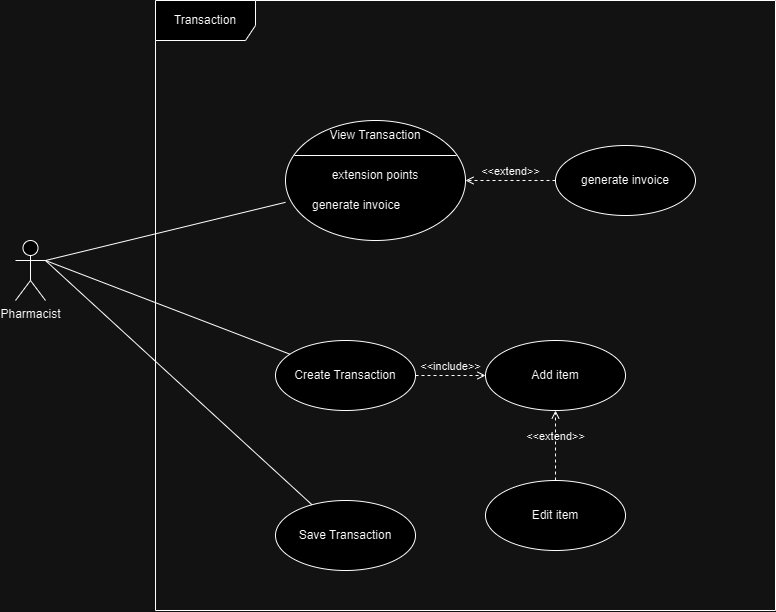 Transaction
View Transaction
extension points
generate invoice
<<extend>>
generate invoice
Pharmacist
Create Transaction
<<include>>
Add item
<<extend>>
Save Transaction
Edit item